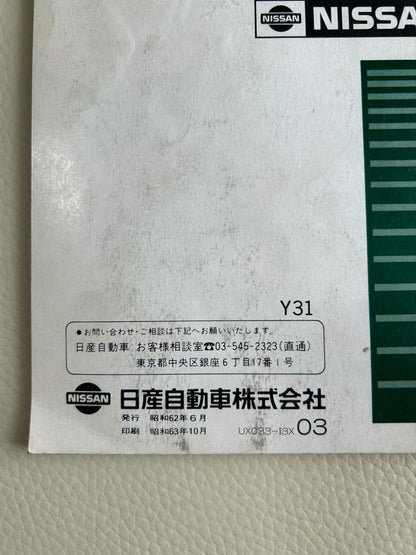 NISSAN NISSA
Y31
●お問い合わせ・ご相談は下記へお願いいたします。
日産自動車 お客様相談室☎03-545-2323(直通)
東京都中央区銀座6丁目17番1号
NISSAN 日産自動車株式会社
発行 昭和62年6月
印刷 昭和63年10月 UX033-13X03